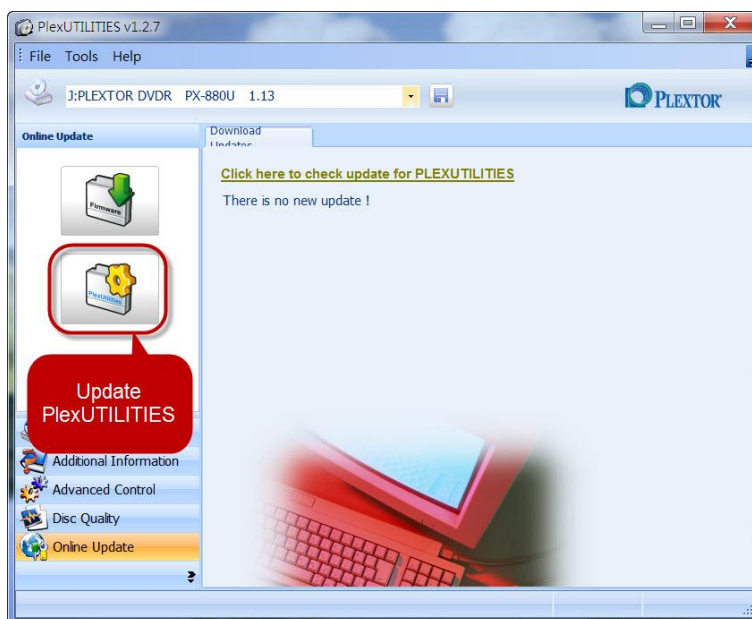 PlexUTILITIES v1.2.7
File Tools Help
J:PLEXTOR DVDR PX-880U 1.13
PLEXTOR
Online Update
Download
Updates
Click here to check update for PLEXUTILITIES
There is no new update !
Firmware
PlexUtilities
Update
PlexUTILITIES
Additional Information
Advanced Control
Disc Quality
Online Update